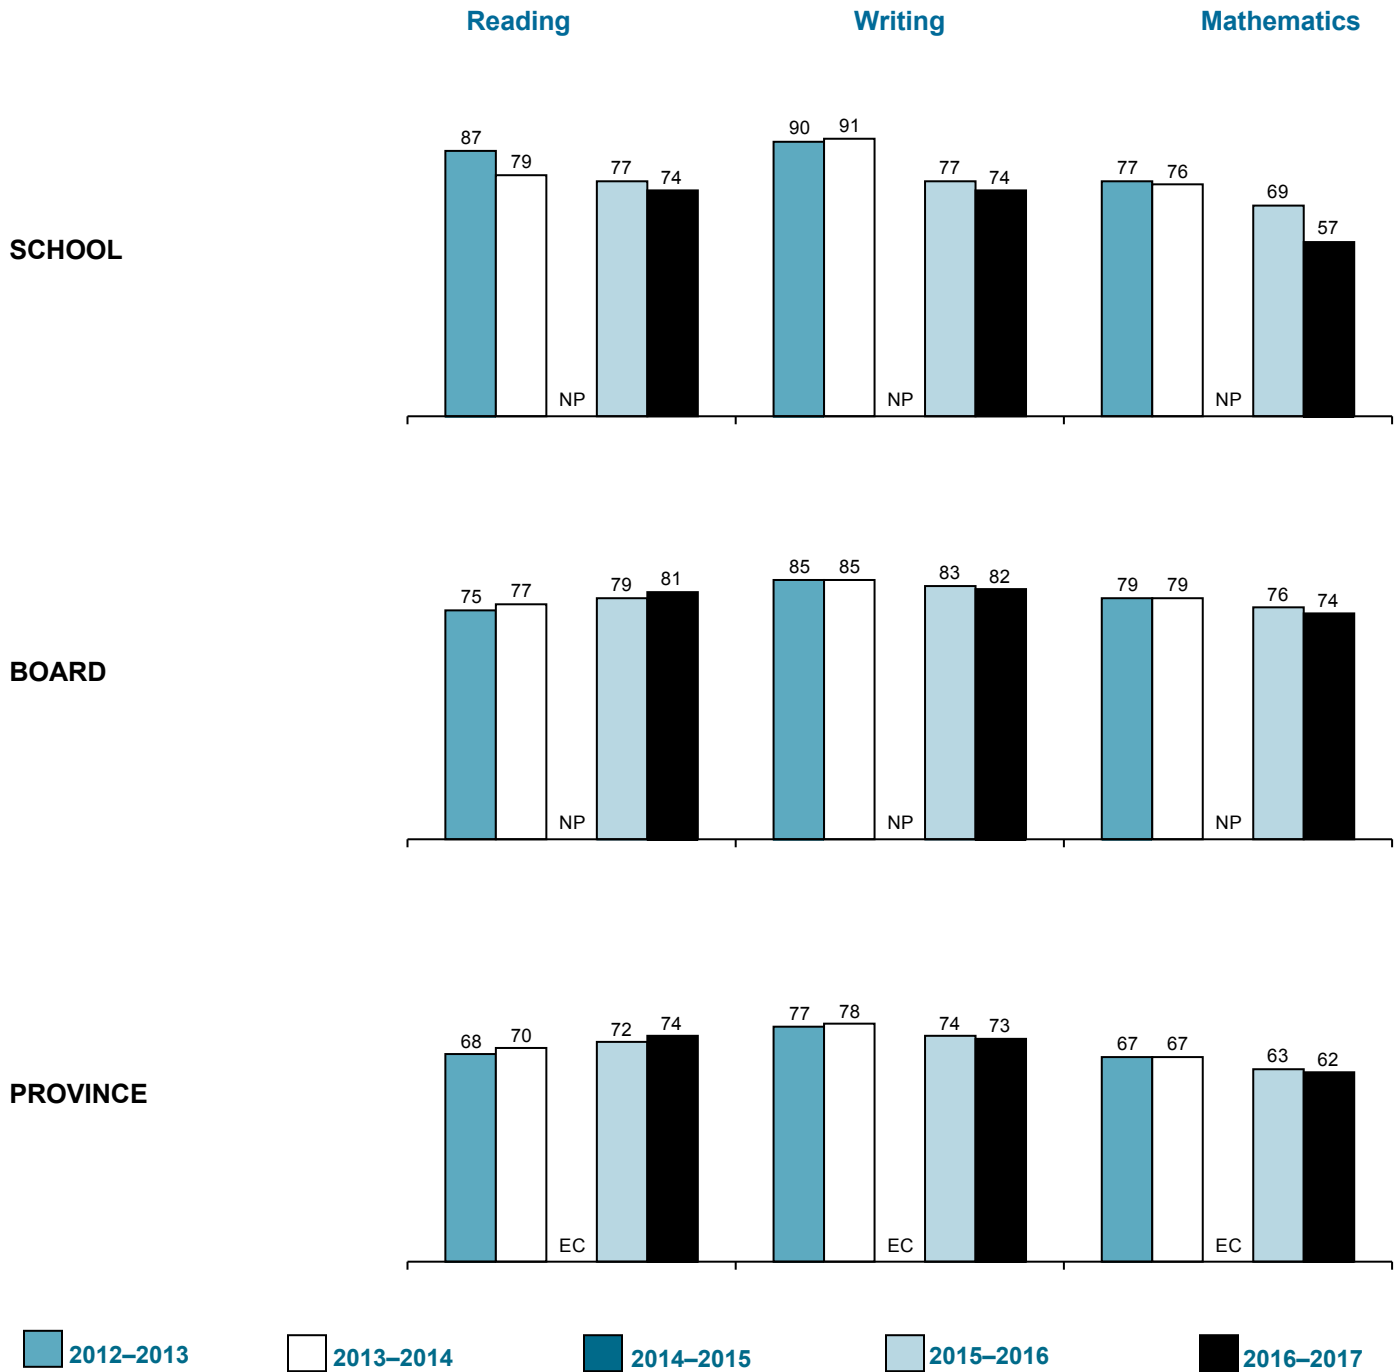 Reading Writing Mathematics
87 79 NP 77 74 90 91 NP 77 74 77 76 NP 69 57
SCHOOL
75 77 NP 79 81 85 85 NP 83 82 79 79 NP 76 74
BOARD
68 70 EC 72 74 77 78 EC 74 73 67 67 EC 63 62
PROVINCE
2012–2013 2013–2014 2014–2015 2015–2016 2016–2017